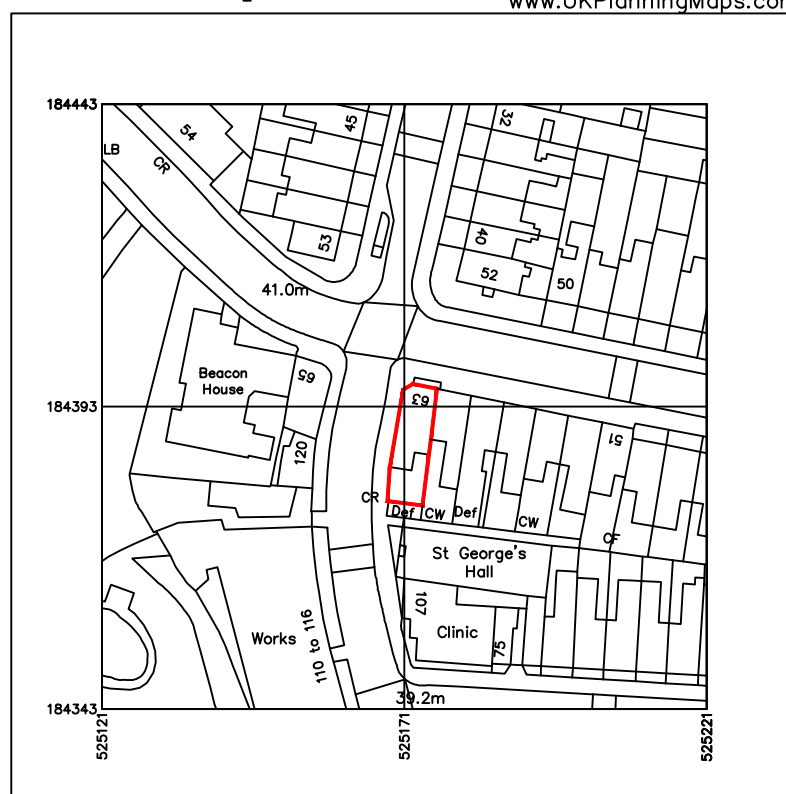 www.UKPlanningMaps.com
184443
54
45
32
LB
CR
53
40
52
50
41.0m
Beacon
House
65
63
184393
51
120
CR
Def
CW
Def
CW
CF
St George's
Hall
107
Clinic
75
Works
110 to 116
39.2m
184343
525121
525171
525221